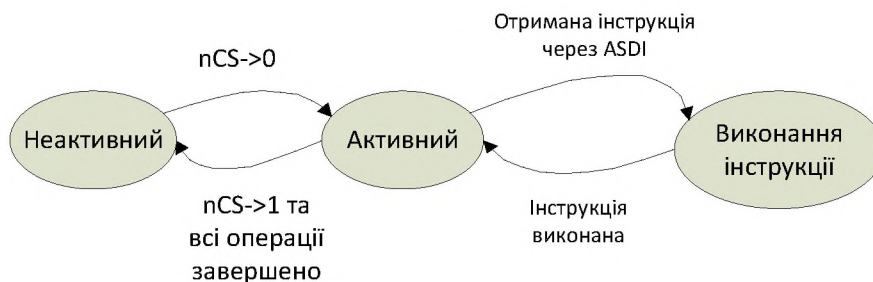 Отримана інструкція
через ASDI
nCS->0
Неактивний
Активний
Виконання
інструкції
nCS->1 та
всі операції
завершено
Інструкція
виконана